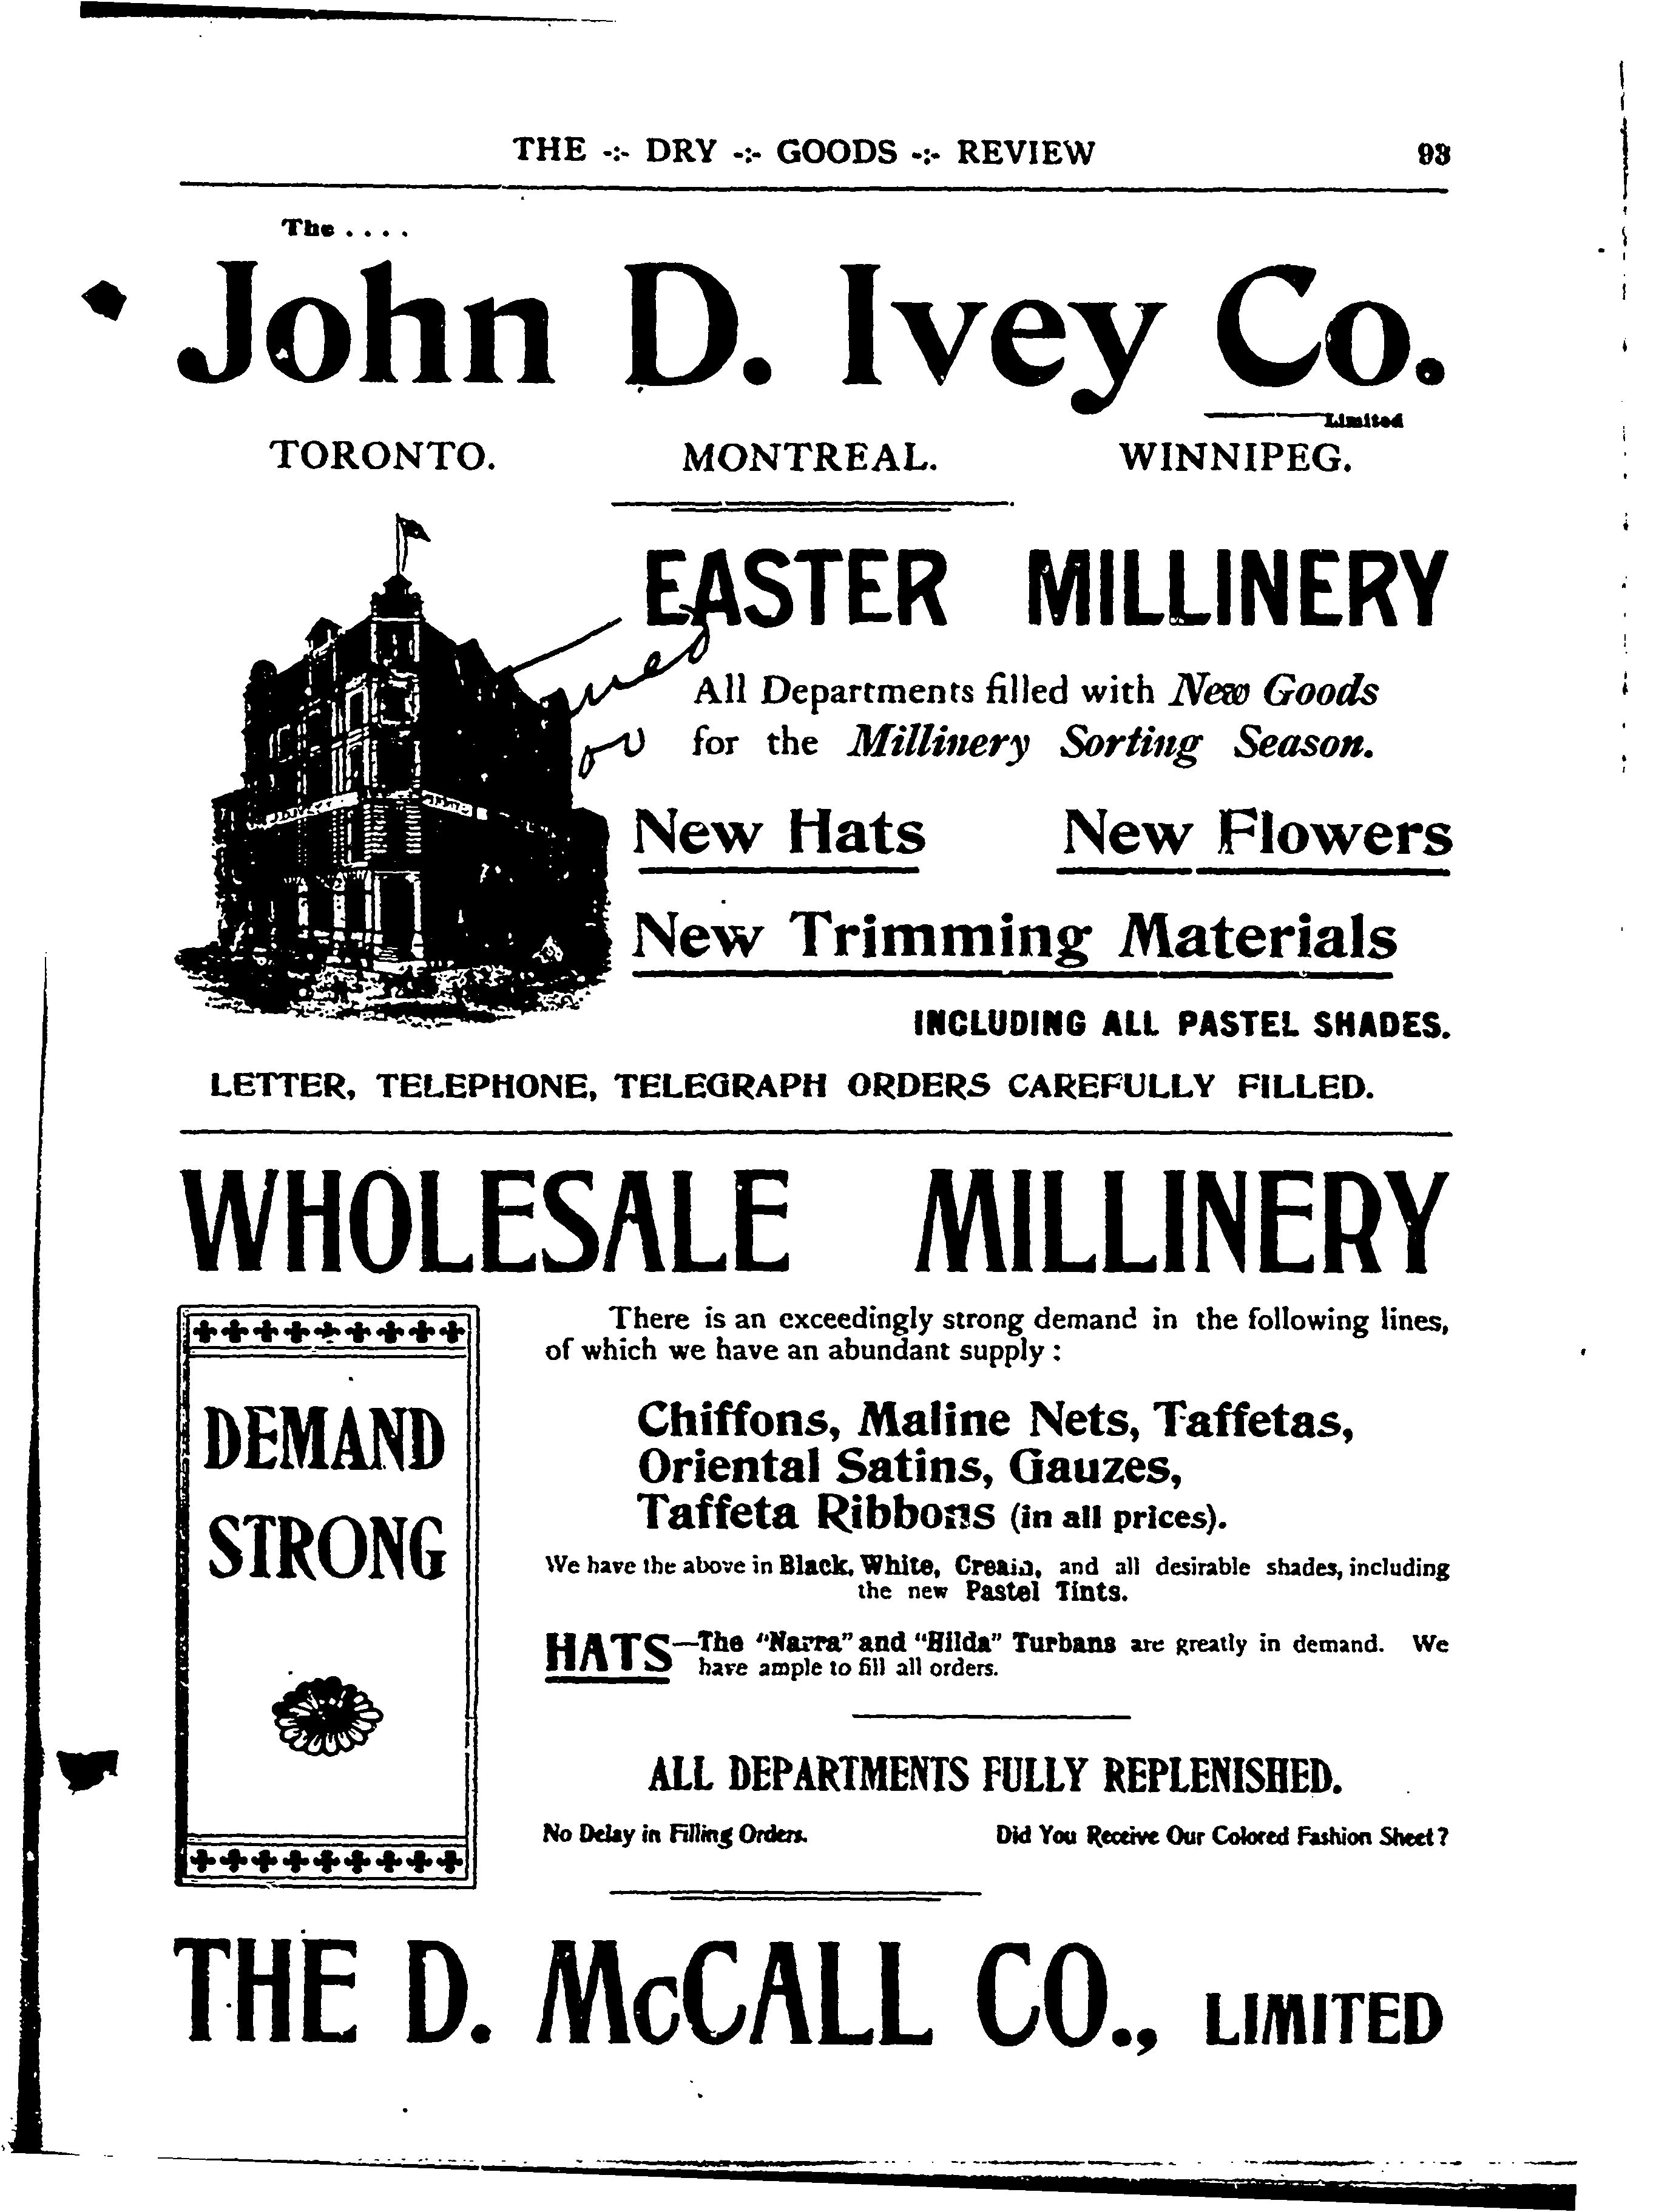 THE -:- DRY -:- GOODS -:- REVIEW 93
The ....
John D. Ivey Co.
Limited
TORONTO. MONTREAL. WINNIPEG.
EASTER MILLINERY
All Departments filled with New Goods
for the Millinery Sorting Season.
New Hats New Flowers
New Trimming Materials
INCLUDING ALL PASTEL SHADES.
LETTER, TELEPHONE, TELEGRAPH ORDERS CAREFULLY FILLED.
WHOLESALE MILLINERY
DEMAND
STRONG
There is an exceedingly strong demand in the following lines,
of which we have an abundant supply :
Chiffons, Maline Nets, Taffetas,
Oriental Satins, Gauzes,
Taffeta Ribbons (in all prices).
We have the above in Black, White, Cream, and all desirable shades, including
the new Pastel Tints.
HATS—The "Narra" and "Hilda" Turbans are greatly in demand. We
have ample to fill all orders.
ALL DEPARTMENTS FULLY REPLENISHED.
No Delay in Filling Orders. Did You Receive Our Colored Fashion Sheet ?
THE D. McCALL CO., LIMITED